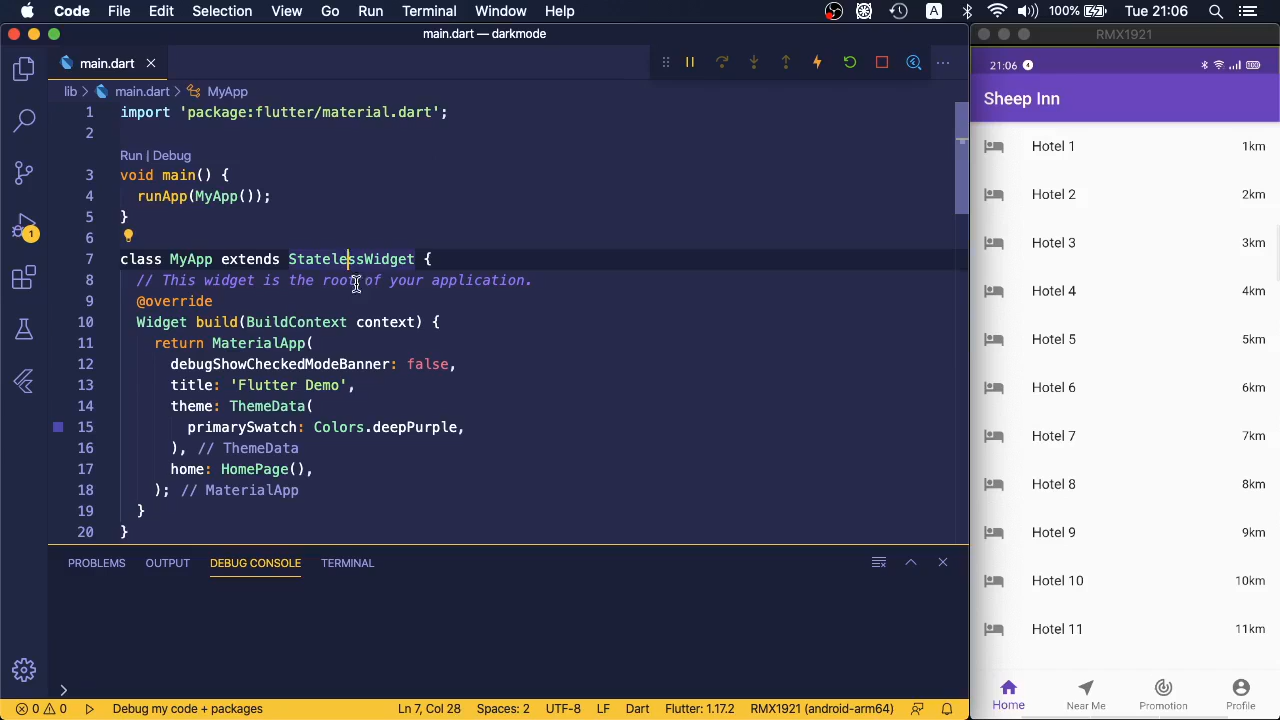 Code File Edit Selection View Go Run Terminal Window Help A 100% Tue 21:06
main.dart — darkmode
RMX1921
main.dart
21:06
lib > main.dart > MyApp
Sheep Inn
1 import 'package:flutter/material.dart';
2
Run | Debug
3 void main() {
4 runApp(MyApp());
5 }
6
7 class MyApp extends StatelessWidget {
8 // This widget is the root of your application.
9 @override
10 Widget build(BuildContext context) {
11 return MaterialApp(
12 debugShowCheckedModeBanner: false,
13 title: 'Flutter Demo',
14 theme: ThemeData(
15 primarySwatch: Colors.deepPurple,
16 ), // ThemeData
17 home: HomePage(),
18 ); // MaterialApp
19 }
20 }
Hotel 1 1km
Hotel 2 2km
Hotel 3 3km
Hotel 4 4km
Hotel 5 5km
Hotel 6 6km
Hotel 7 7km
Hotel 8 8km
Hotel 9 9km
Hotel 10 10km
Hotel 11 11km
Home Near Me Promotion Profile
1
PROBLEMS OUTPUT DEBUG CONSOLE TERMINAL
>
0 0 Debug my code + packages Ln 7, Col 28 Spaces: 2 UTF-8 LF Dart Flutter: 1.17.2 RMX1921 (android-arm64)